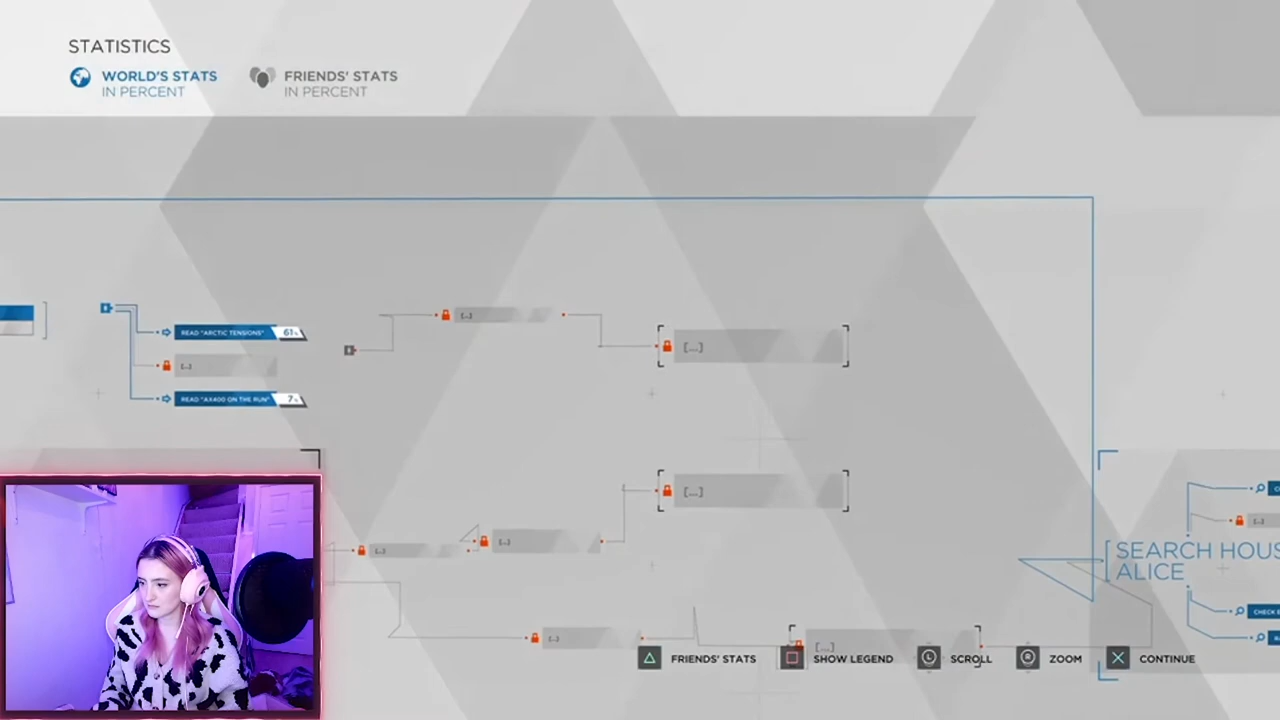 STATISTICS
WORLD'S STATS
IN PERCENT
FRIENDS' STATS
IN PERCENT
READ "ARCTIC TENSIONS" 61%
[...]
READ "AX400 ON THE RUN" 7%
[...]
[...]
[...]
[...]
[...]
[...]
[...]
[...]
SEARCH HOUS
ALICE
CHECK
FRIENDS' STATS
SHOW LEGEND
L
SCROLL
R
ZOOM
CONTINUE